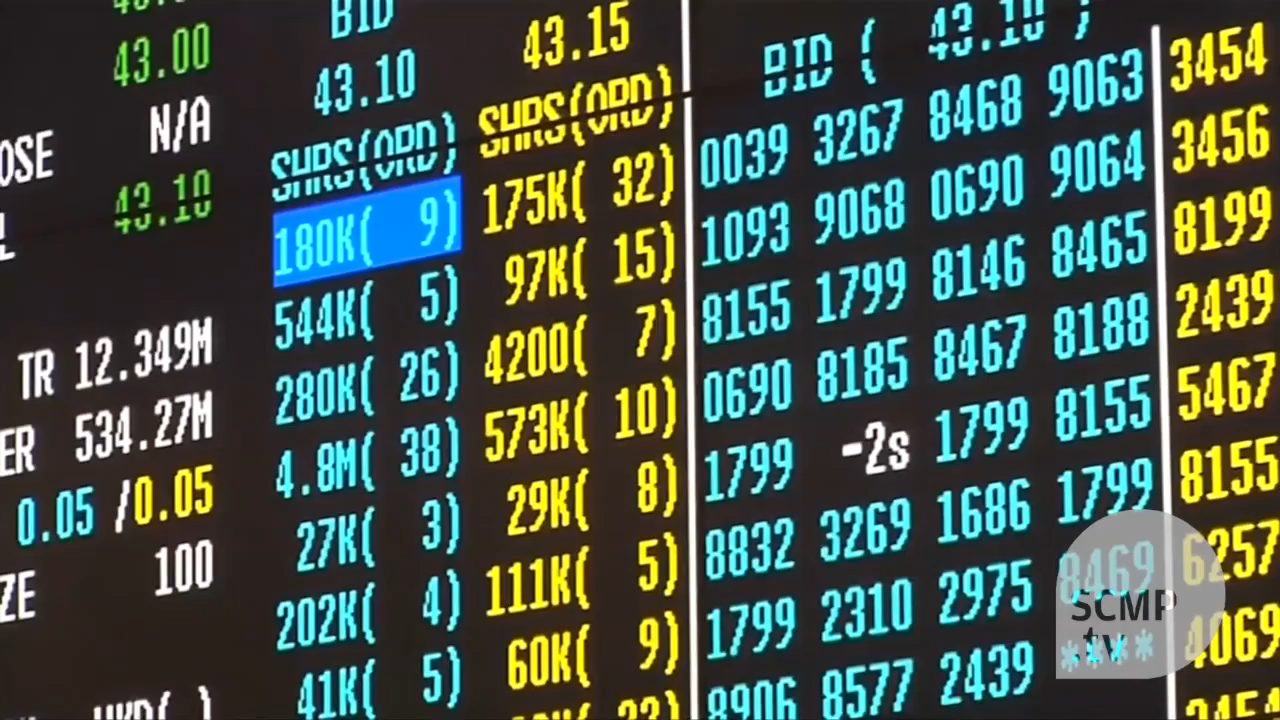 43.00
N/A
OSE
43.10
TR 12.349M
ER 534.27M
0.05 /0.05
ZE 100
BID
43.10
SHRS(ORD)
180K( 9)
544K( 5)
280K( 26)
4.8M( 38)
27K( 3)
202K( 4)
41K( 5)
43.15
SHRS(ORD)
175K( 32)
97K( 15)
4200( 7)
573K( 10)
29K( 8)
111K( 5)
60K( 9)
BID ( 43.10 )
0039 3267 8468 9063
1093 9068 0690 9064
8155 1799 8146 8465
0690 8185 8467 8188
1799 -2s 1799 8155
8832 3269 1686 1799
1799 2310 2975 8469
8906 8577 2439 ****
3454
3456
8199
2439
5467
8155
6257
4069
SCMP
.tv